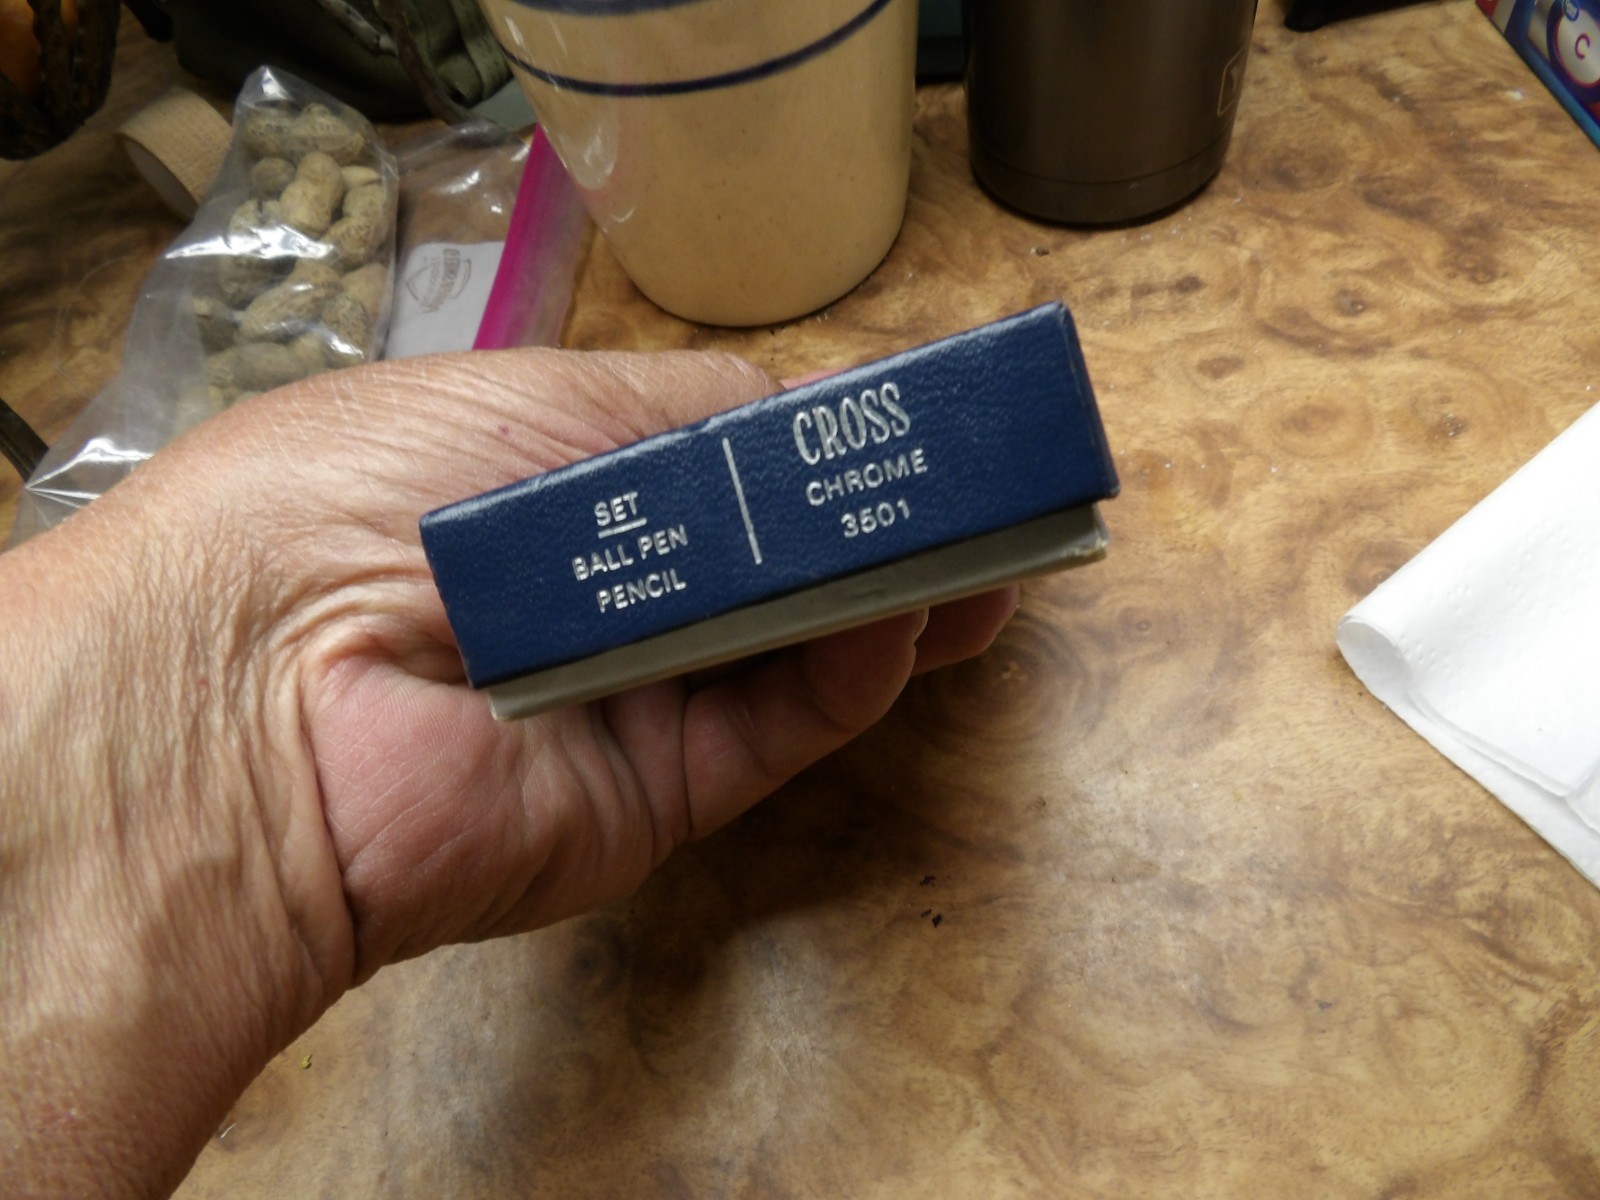 SET
BALL PEN
PENCIL
CROSS
CHROME
3501